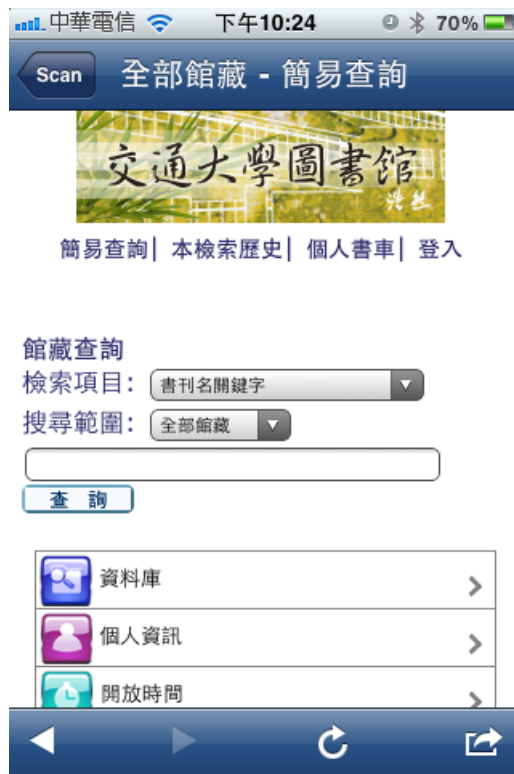 中華電信 下午10:24 70%
Scan 全部館藏 - 簡易查詢
交通大學圖書館
浩然
簡易查詢| 本檢索歷史| 個人書車| 登入
館藏查詢
檢索項目: 書刊名關鍵字
搜尋範圍: 全部館藏
查 詢
資料庫
個人資訊
開放時間